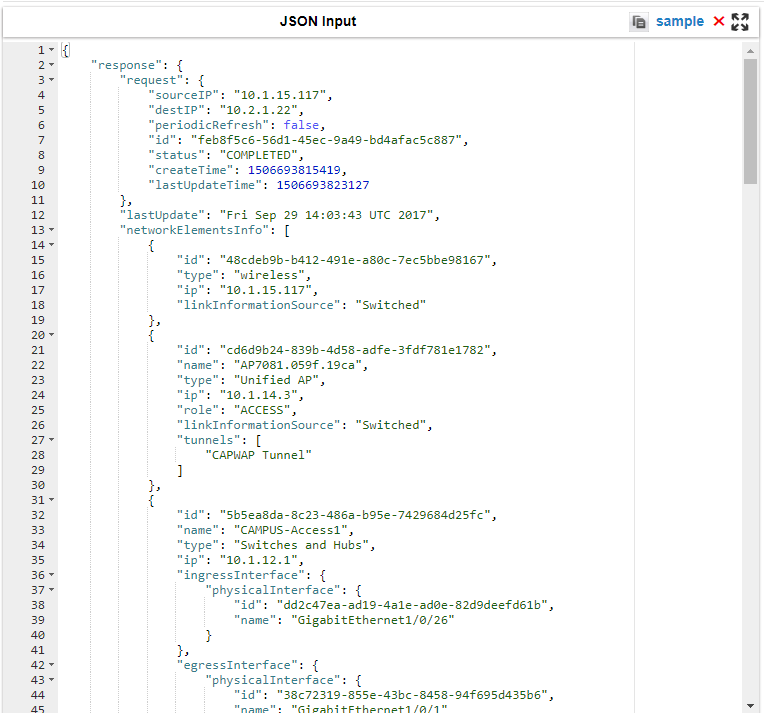 JSON Input
sample
1 {
2 "response": {
3 "request": {
4 "sourceIP": "10.1.15.117",
5 "destIP": "10.2.1.22",
6 "periodicRefresh": false,
7 "id": "feb8f5c6-56d1-45ec-9a49-bd4afac5c887",
8 "status": "COMPLETED",
9 "createTime": 1506693815419,
10 "lastUpdateTime": 1506693823127
11 },
12 "lastUpdate": "Fri Sep 29 14:03:43 UTC 2017",
13 "networkElementsInfo": [
14 {
15 "id": "48cdeb9b-b412-491e-a80c-7ec5bbe98167",
16 "type": "wireless",
17 "ip": "10.1.15.117",
18 "linkInformationSource": "Switched"
19 },
20 {
21 "id": "cd6d9b24-839b-4d58-adfe-3fdf781e1782",
22 "name": "AP7081.059f.19ca",
23 "type": "Unified AP",
24 "ip": "10.1.14.3",
25 "role": "ACCESS",
26 "linkInformationSource": "Switched",
27 "tunnels": [
28 "CAPWAP Tunnel"
29 ]
30 },
31 {
32 "id": "5b5ea8da-8c23-486a-b95e-7429684d25fc",
33 "name": "CAMPUS-Access1",
34 "type": "Switches and Hubs",
35 "ip": "10.1.12.1",
36 "ingressInterface": {
37 "physicalInterface": {
38 "id": "dd2c47ea-ad19-4a1e-ad0e-82d9deefd61b",
39 "name": "GigabitEthernet1/0/26"
40 }
41 },
42 "egressInterface": {
43 "physicalInterface": {
44 "id": "38c72319-855e-43bc-8458-94f695d435b6",
45 "name": "GigabitEthernet1/0/1"